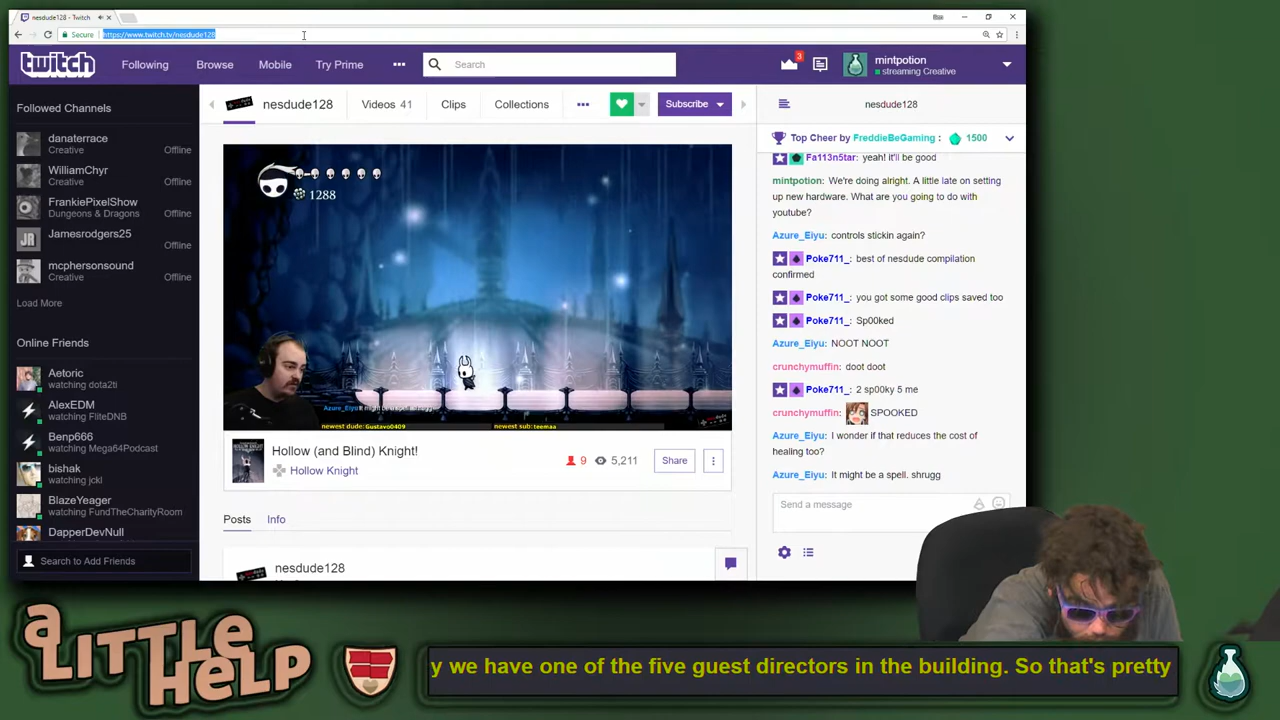 nesdude128 - Twitch
Secure https://www.twitch.tv/nesdude128
twitch Following Browse Mobile Try Prime ••• Search 3 mintpotion
streaming Creative
Followed Channels
danaterrace
Creative Offline
WilliamChyr
Creative Offline
FrankiePixelShow
Dungeons & Dragons Offline
JR Jamesrodgers25
Offline
mcphersonsound
Creative Offline
Load More
Online Friends
Aetoric
watching dota2ti
AlexEDM
watching FliteDNB
Benp666
watching Mega64Podcast
bishak
watching jckl
BlazeYeager
watching FundTheCharityRoom
DapperDevNull
Search to Add Friends
nesdude128 Videos 41 Clips Collections ••• Subscribe
1288
newest dude: Gustavo0409 newest sub: teemaa
Hollow (and Blind) Knight!
Hollow Knight
9 5,211 Share
Posts Info
nesdude128
nesdude128
Top Cheer by FreddieBeGaming : 1500
Fa113n5tar: yeah! it'll be good
mintpotion: We're doing alright. A little late on setting
up new hardware. What are you going to do with
youtube?
Azure_Eiyu: controls stickin again?
Poke711_: best of nesdude compilation
confirmed
Poke711_: you got some good clips saved too
Poke711_: Sp00ked
Azure_Eiyu: NOOT NOOT
crunchymuffin: doot doot
Poke711_: 2 sp00ky 5 me
crunchymuffin: SPOOKED
Azure_Eiyu: I wonder if that reduces the cost of
healing too?
Azure_Eiyu: It might be a spell. shrugg
Send a message
a LITTLE HELP
y we have one of the five guest directors in the building. So that's pretty